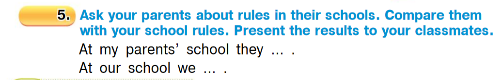 5. Ask your parents about rules in their schools. Compare them
with your school rules. Present the results to your classmates.
At my parents' school they ... .
At our school we ... .